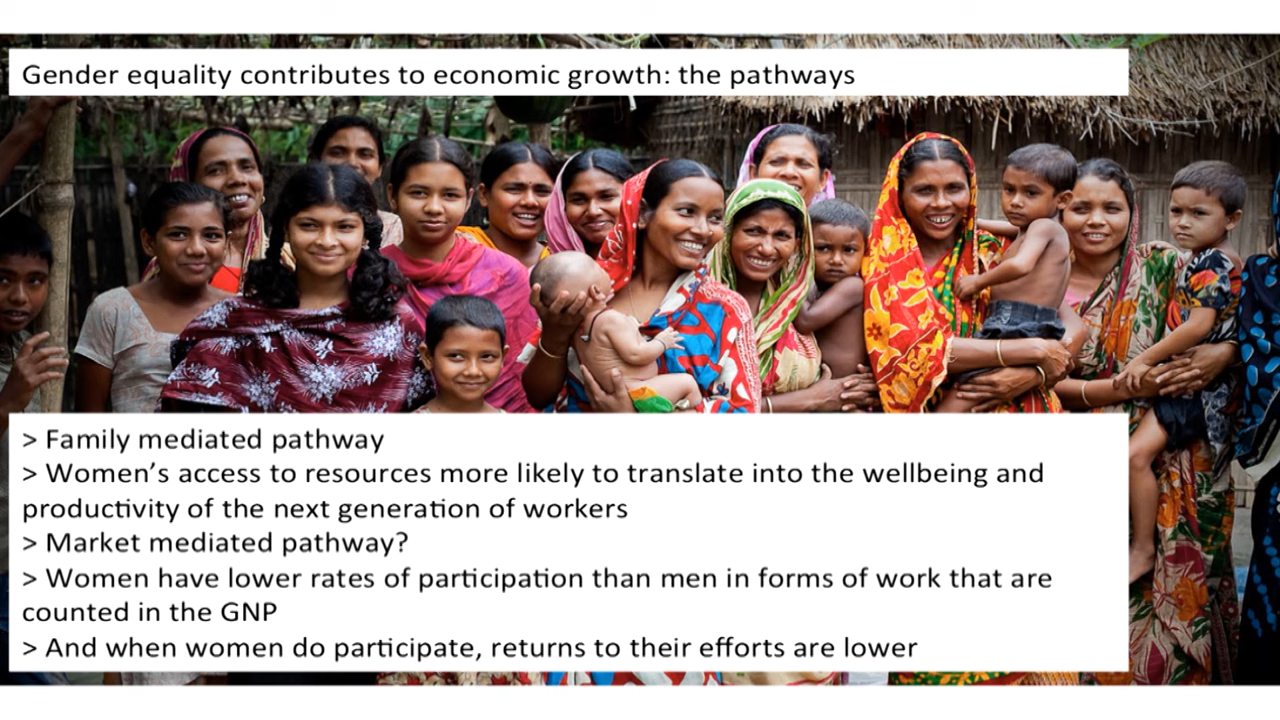 Gender equality contributes to economic growth: the pathways
> Family mediated pathway
> Women’s access to resources more likely to translate into the wellbeing and
productivity of the next generation of workers
> Market mediated pathway?
> Women have lower rates of participation than men in forms of work that are
counted in the GNP
> And when women do participate, returns to their efforts are lower